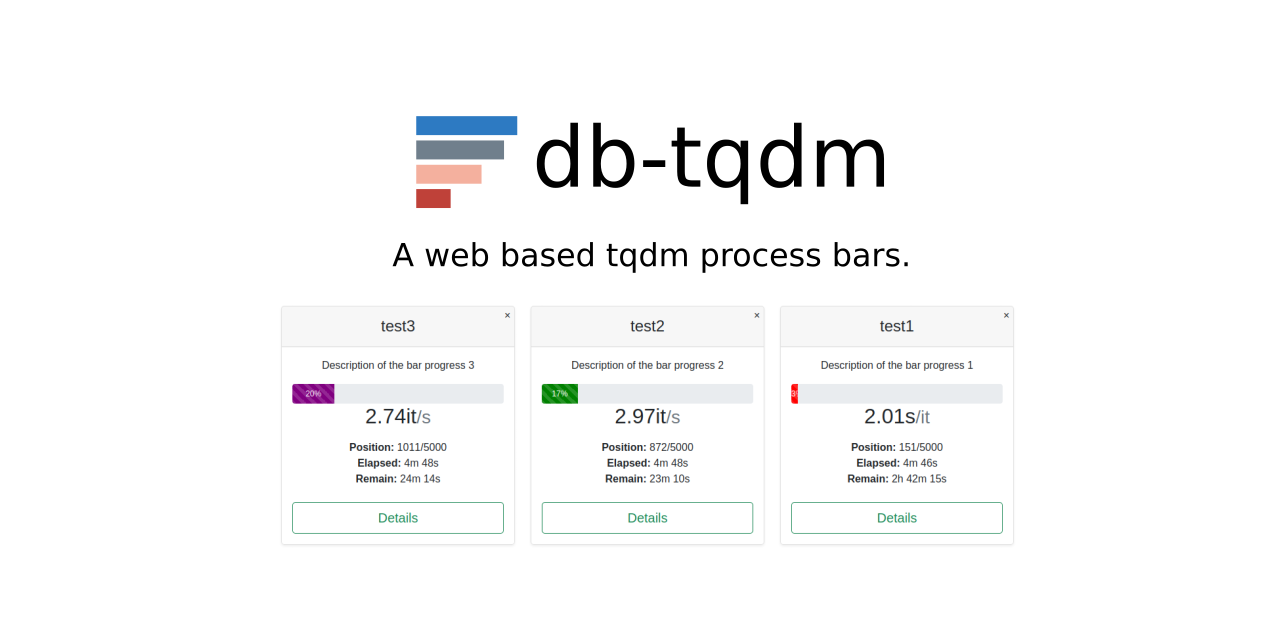 db-tqdm
A web based tqdm process bars.
test3
×
Description of the bar progress 3
20%
2.74it/s
Position: 1011/5000
Elapsed: 4m 48s
Remain: 24m 14s
Details
test2
×
Description of the bar progress 2
17%
2.97it/s
Position: 872/5000
Elapsed: 4m 48s
Remain: 23m 10s
Details
test1
×
Description of the bar progress 1
2.01s/it
Position: 151/5000
Elapsed: 4m 46s
Remain: 2h 42m 15s
Details